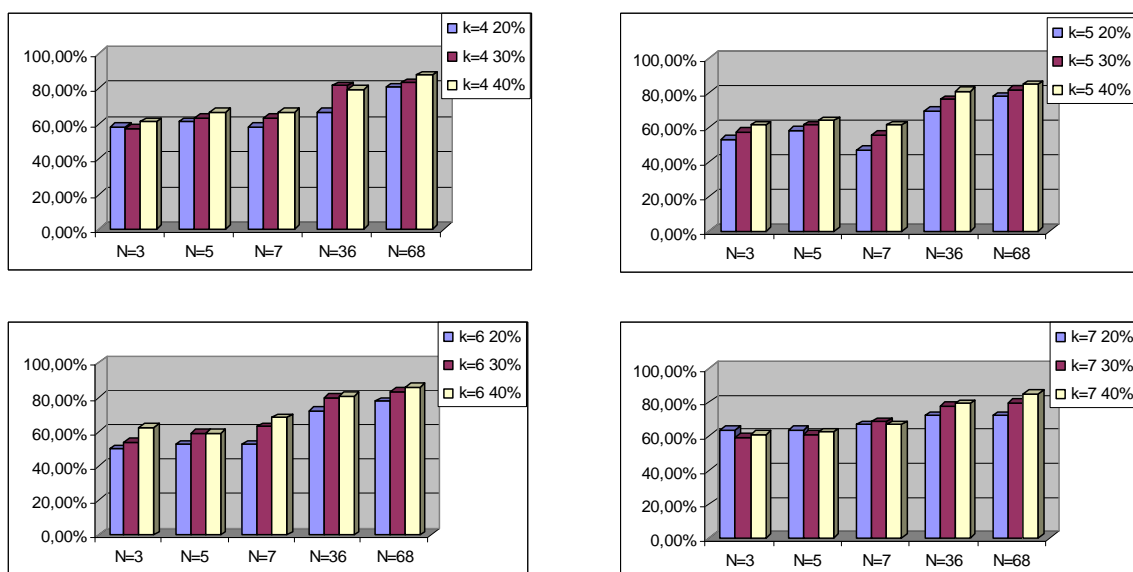 k=4 20%
k=4 30%
k=4 40%
100,00%
80,00%
60,00%
40,00%
20,00%
0,00%
N=3 N=5 N=7 N=36 N=68
k=5 20%
k=5 30%
k=5 40%
100,00%
80,00%
60,00%
40,00%
20,00%
0,00%
N=3 N=5 N=7 N=36 N=68
k=6 20%
k=6 30%
k=6 40%
100,00%
80,00%
60,00%
40,00%
20,00%
0,00%
N=3 N=5 N=7 N=36 N=68
k=7 20%
k=7 30%
k=7 40%
100,00%
80,00%
60,00%
40,00%
20,00%
0,00%
N=3 N=5 N=7 N=36 N=68